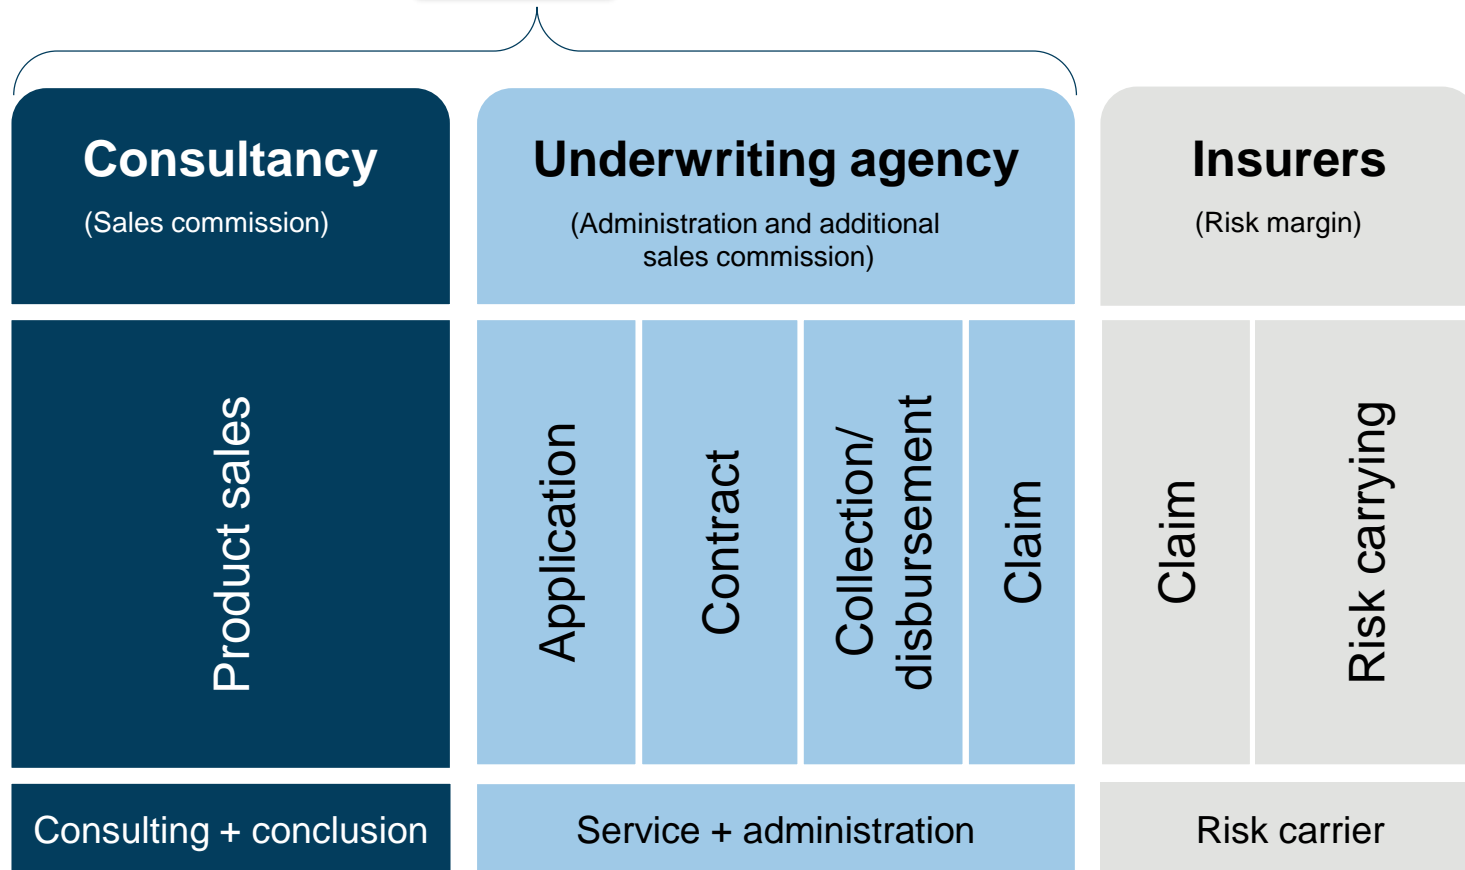 Consultancy
(Sales commission)
Underwriting agency
(Administration and additional
sales commission)
Insurers
(Risk margin)
Product sales
Application
Contract
Collection/
disbursement
Claim
Claim
Risk carrying
Consulting + conclusion
Service + administration
Risk carrier